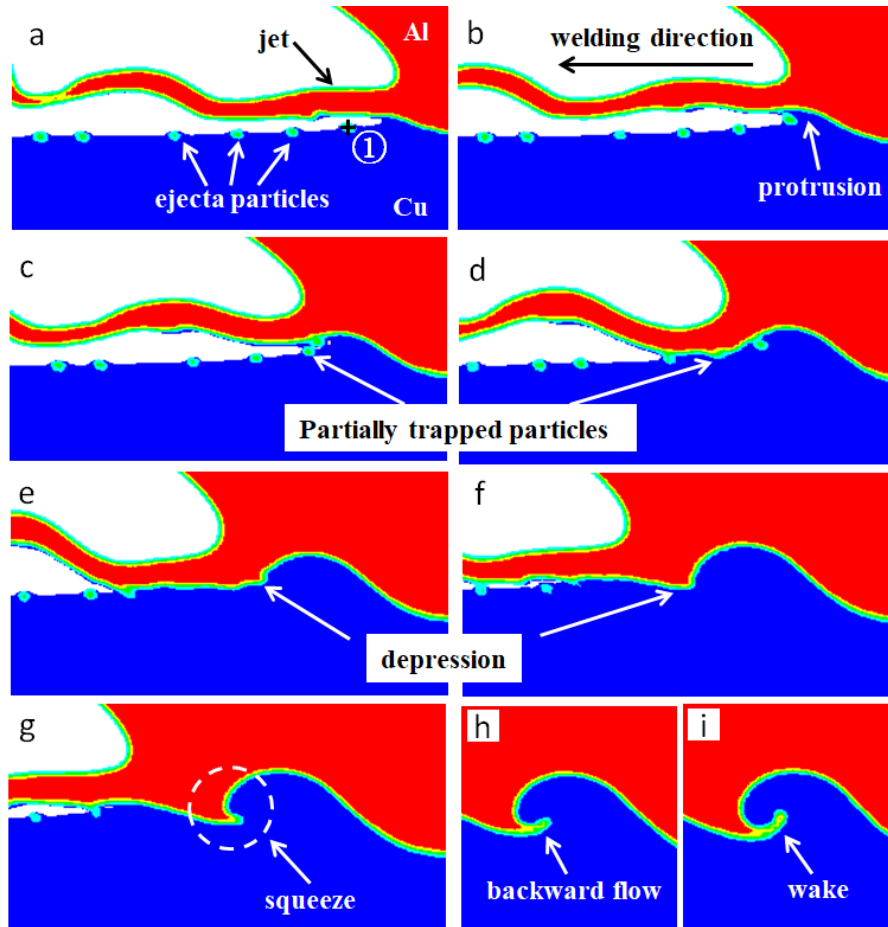 a
jet
Al
①
ejecta particles
Cu
b
welding direction
protrusion
c
d
Partially trapped particles
e
f
depression
g
squeeze
h
backward flow
i
wake